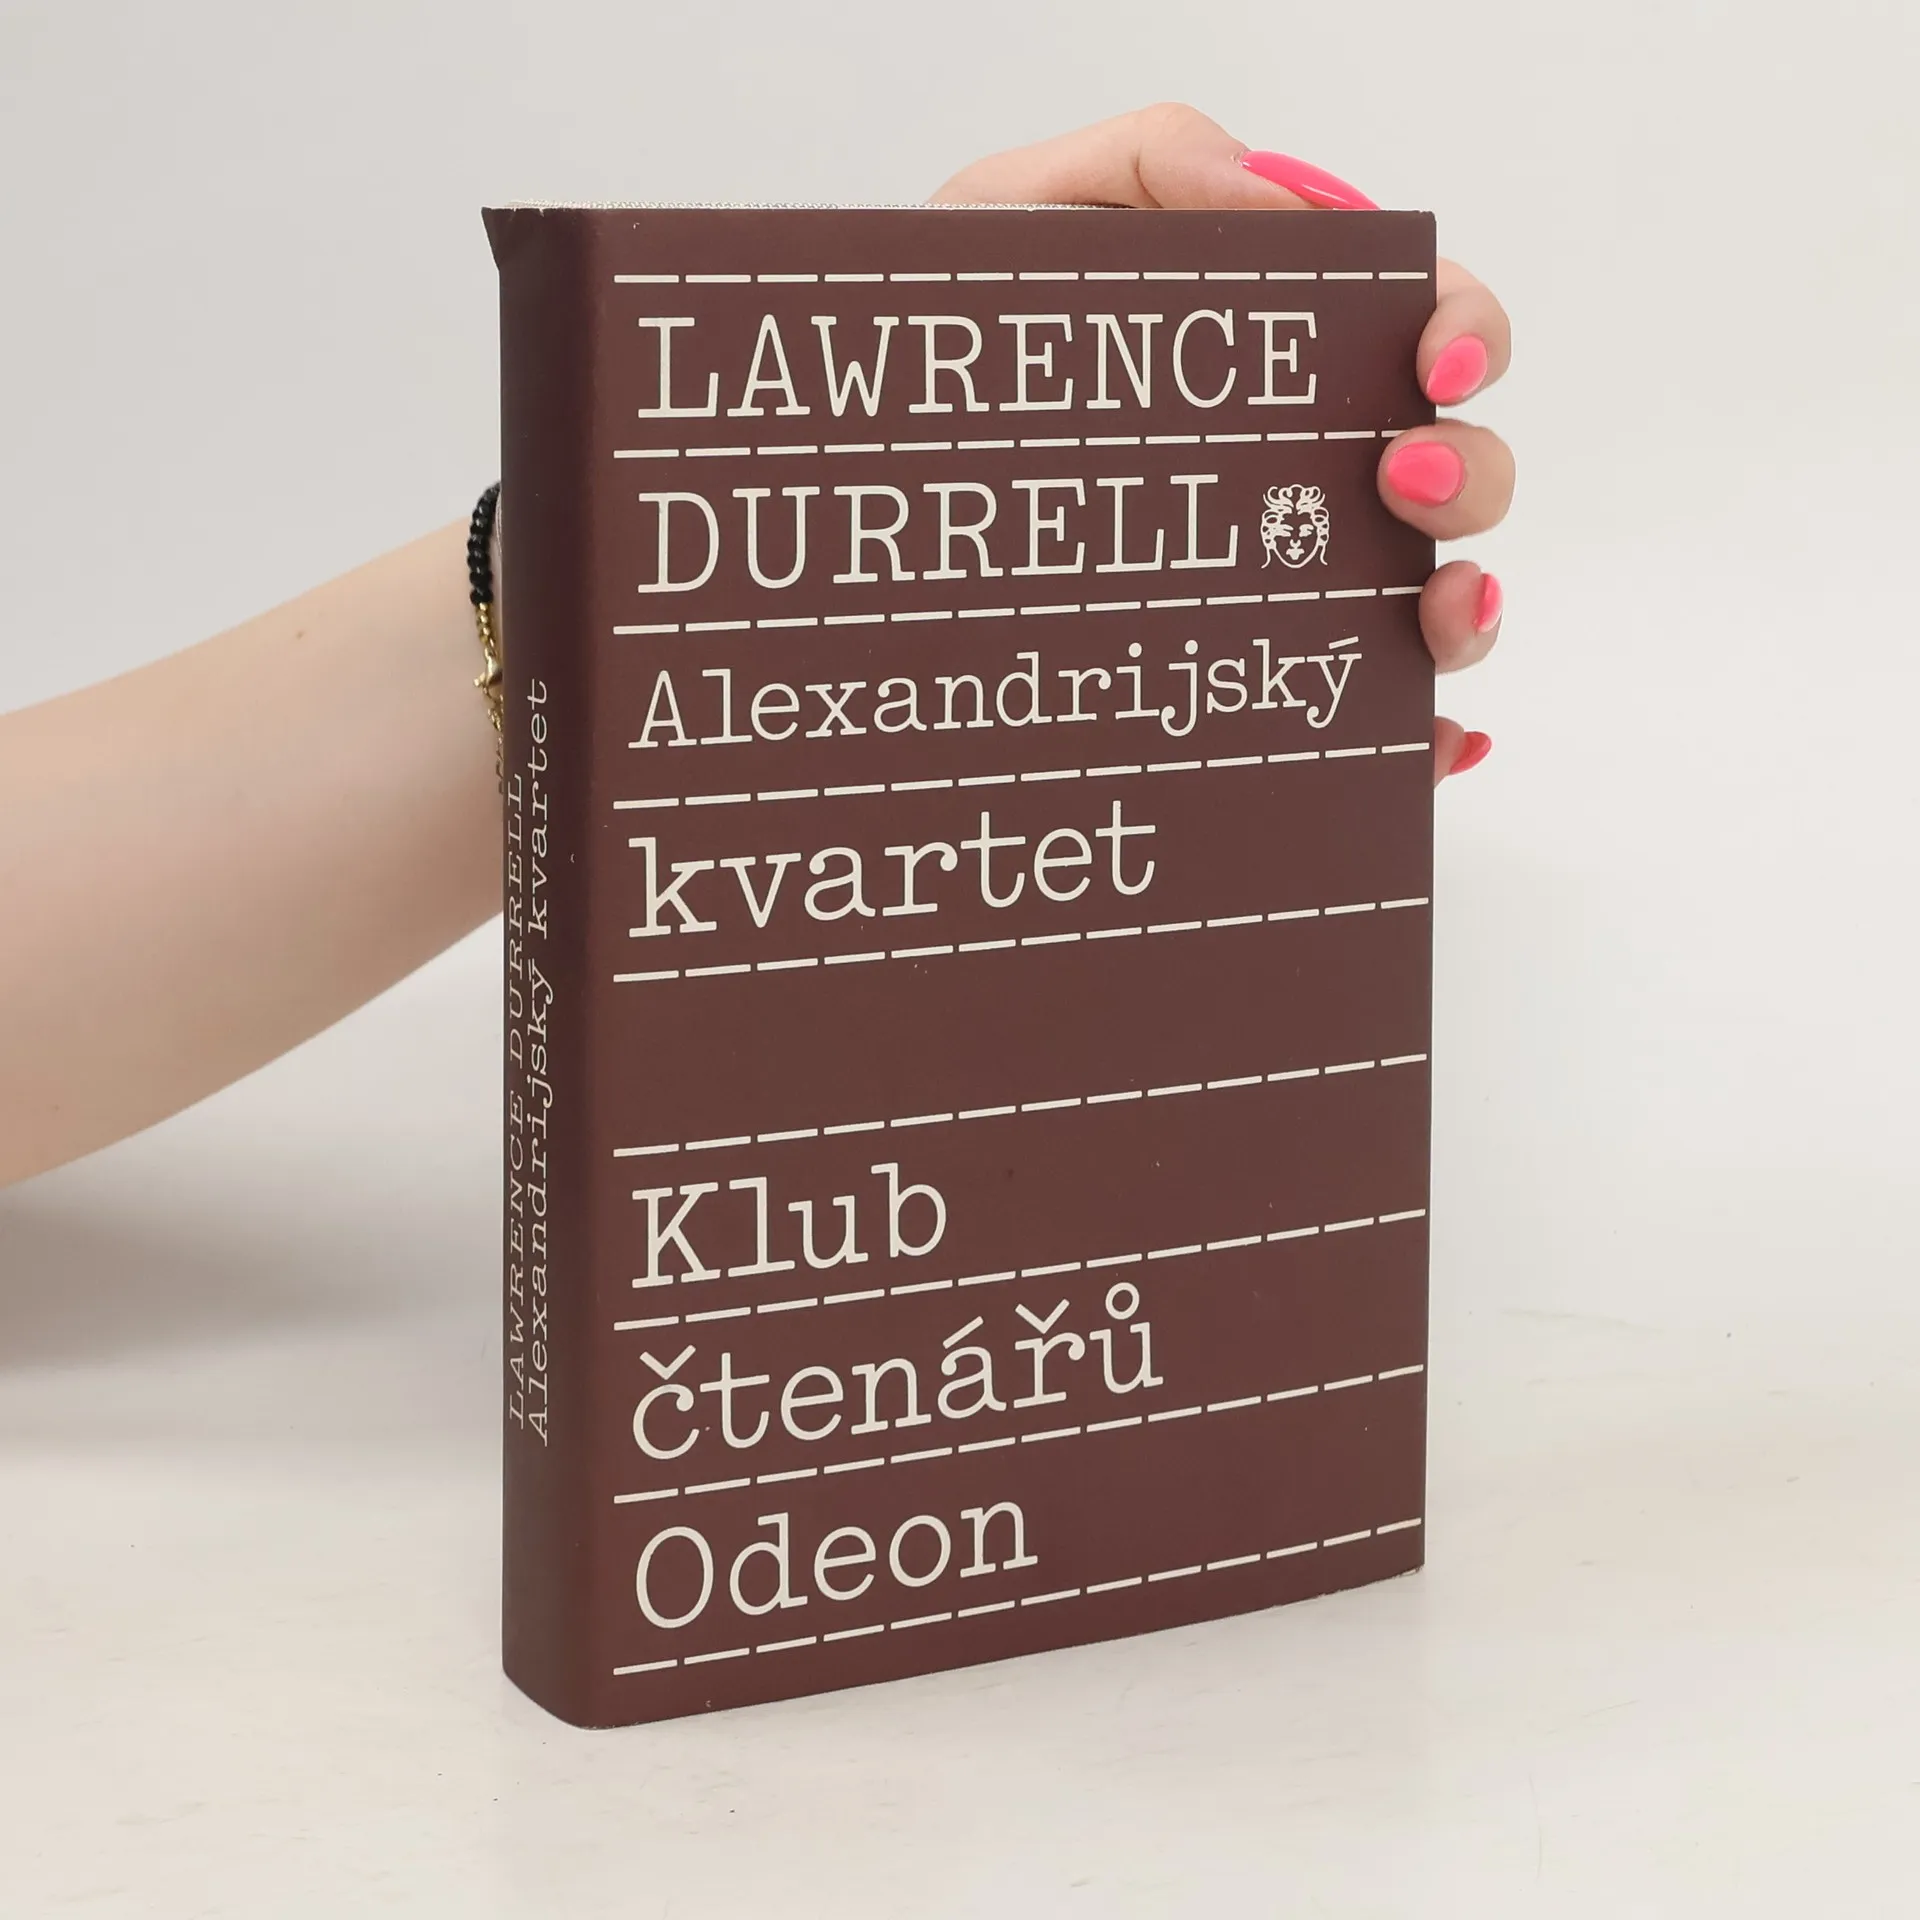 LAWRENCE
DURRELL
Alexandrijský
kvartet
Klub
čtenářů
Odeon
LAWRENCE DURRELL
Alexandrijský kvartet